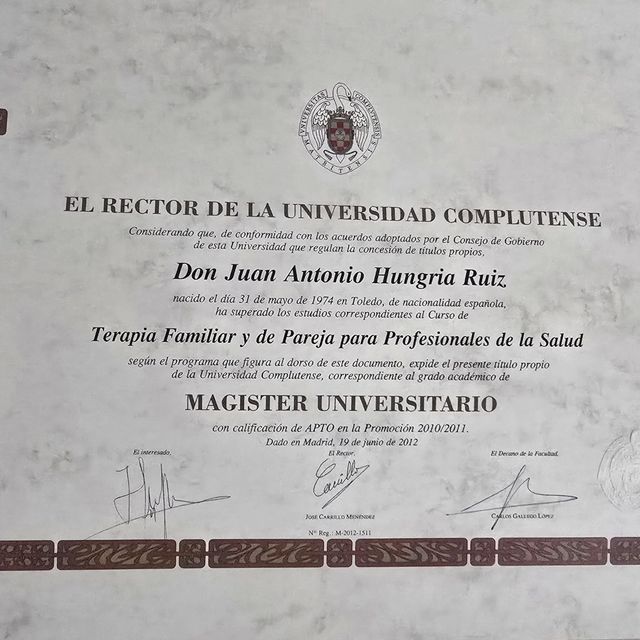 UNIVERSITAS COMPLUTENSIS MATRITENSIS
EL RECTOR DE LA UNIVERSIDAD COMPLUTENSE
Considerando que, de conformidad con los acuerdos adoptados por el Consejo de Gobierno
de esta Universidad que regulan la concesión de títulos propios,
Don Juan Antonio Hungria Ruiz
nacido el día 31 de mayo de 1974 en Toledo, de nacionalidad española,
ha superado los estudios correspondientes al Curso de
Terapia Familiar y de Pareja para Profesionales de la Salud
según el programa que figura al dorso de este documento, expide el presente título propio
de la Universidad Complutense, correspondiente al grado académico de
MAGISTER UNIVERSITARIO
con calificación de APTO en la Promoción 2010/2011.
Dado en Madrid, 19 de junio de 2012
El interesado, El Rector, El Decano de la Facultad,
Carrillo
JOSÉ CARRILLO MENÉNDEZ CARLOS GALLEGO LÓPEZ
Nº Reg.: M-2012-1511